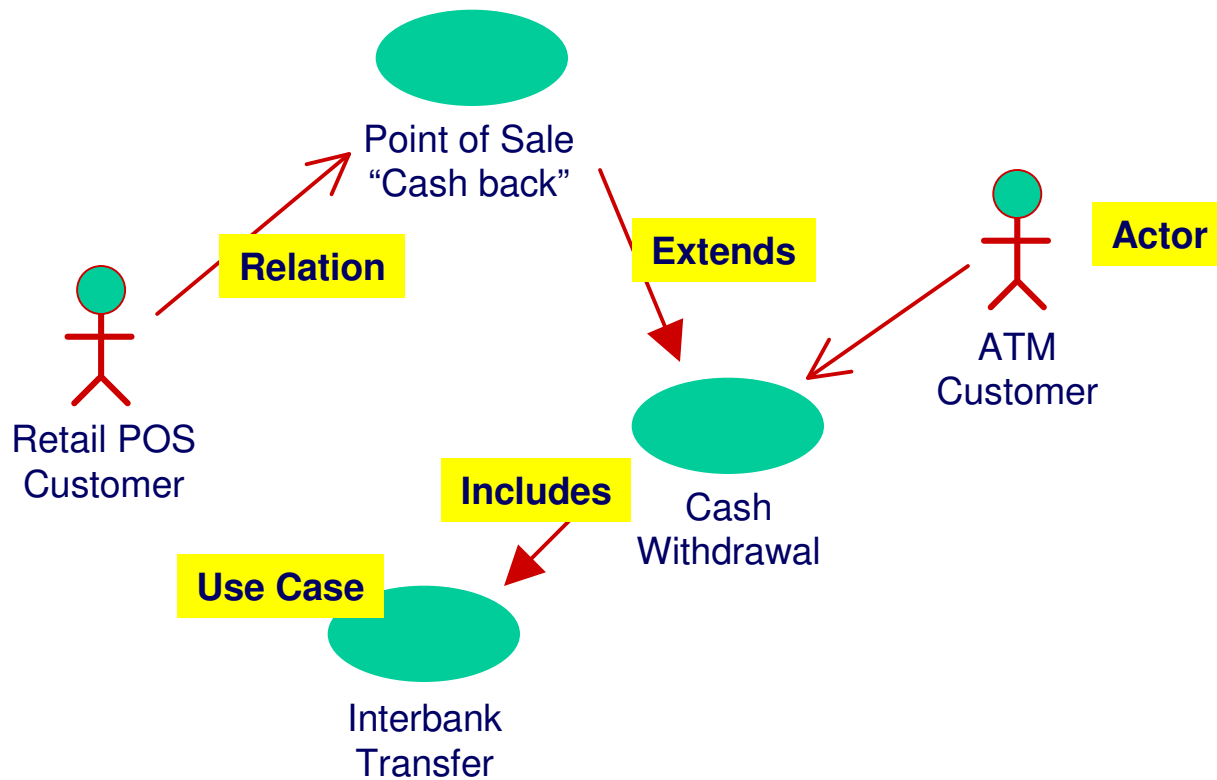 Point of Sale
“Cash back”
Relation
Extends
Actor
ATM
Customer
Retail POS
Customer
Includes
Cash
Withdrawal
Use Case
Interbank
Transfer